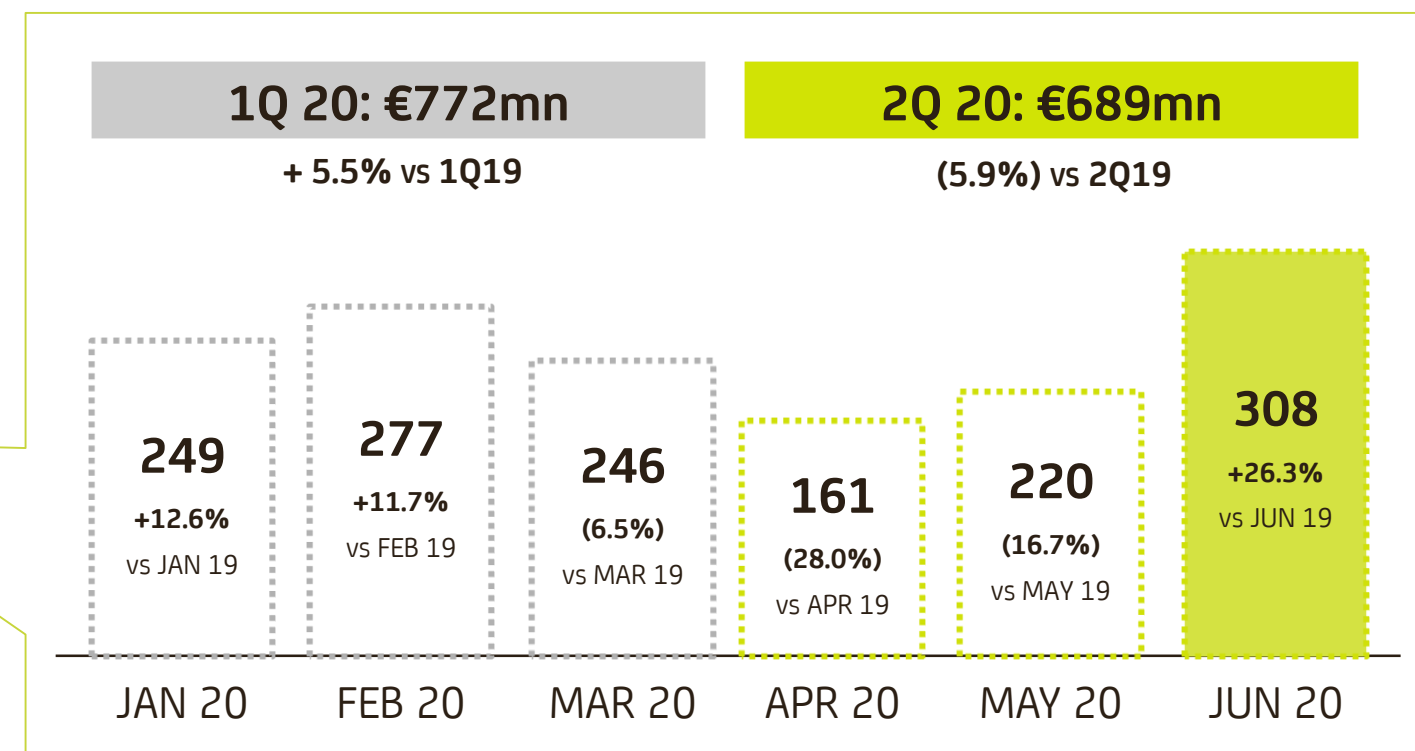 1Q 20: €772mn
+ 5.5% vs 1Q19
2Q 20: €689mn
(5.9%) vs 2Q19
249
+12.6%
vs JAN 19
277
+11.7%
vs FEB 19
246
(6.5%)
vs MAR 19
161
(28.0%)
vs APR 19
220
(16.7%)
vs MAY 19
308
+26.3%
vs JUN 19
JAN 20
FEB 20
MAR 20
APR 20
MAY 20
JUN 20